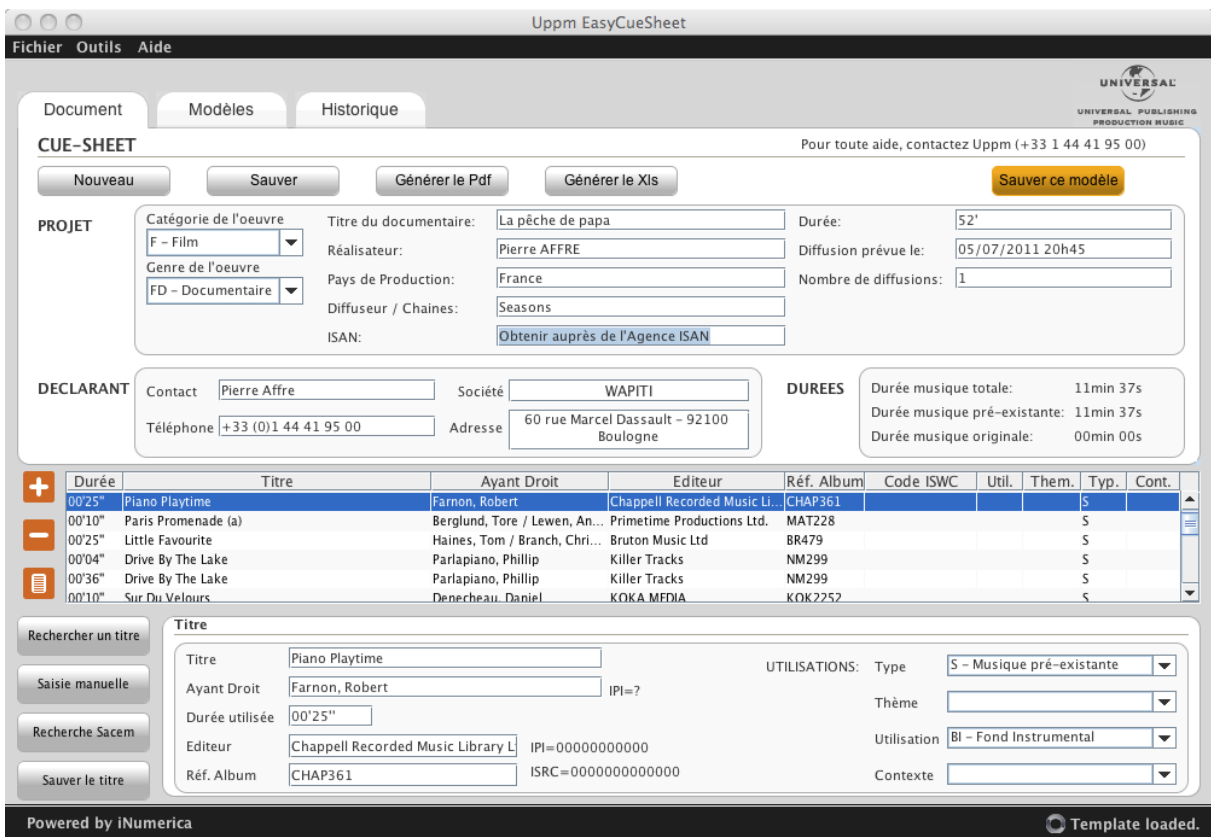 Uppm EasyCueSheet
Fichier Outils Aide
UNIVERSAL
UNIVERSAL PUBLISHING
PRODUCTION MUSIC
Document Modèles Historique
CUE-SHEET
Pour toute aide, contactez Uppm (+33 1 44 41 95 00)
Nouveau Sauver Générer le Pdf Générer le Xls Sauver ce modèle
PROJET
Catégorie de l'oeuvre
F - Film
Genre de l'oeuvre
FD - Documentaire
Titre du documentaire: La pêche de papa
Réalisateur: Pierre AFFRE
Pays de Production: France
Diffuseur / Chaines: Seasons
ISAN: Obtenir auprès de l'Agence ISAN
Durée: 52'
Diffusion prévue le: 05/07/2011 20h45
Nombre de diffusions: 1
DECLARANT
Contact Pierre Affre
Téléphone +33 (0)1 44 41 95 00
Société WAPITI
Adresse 60 rue Marcel Dassault - 92100
Boulogne
DUREES
Durée musique totale: 11min 37s
Durée musique pré-existante: 11min 37s
Durée musique originale: 00min 00s
Durée Titre Ayant Droit Editeur Réf. Album Code ISWC Util. Them. Typ. Cont.
00'25" Piano Playtime Farnon, Robert Chappell Recorded Music Li... CHAP361 S
00'10" Paris Promenade (a) Berglund, Tore / Lewen, An... Primetime Productions Ltd. MAT228 S
00'25" Little Favourite Haines, Tom / Branch, Chri... Bruton Music Ltd BR479 S
00'04" Drive By The Lake Parlapiano, Phillip Killer Tracks NM299 S
00'36" Drive By The Lake Parlapiano, Phillip Killer Tracks NM299 S
00'10" Sur Du Velours Denecheau, Daniel KOKA MEDIA KOK2252 S
Rechercher un titre
Saisie manuelle
Recherche Sacem
Sauver le titre
Titre
Titre Piano Playtime
Ayant Droit Farnon, Robert IPI=?
Durée utilisée 00'25"
Editeur Chappell Recorded Music Library L IPI=00000000000
Réf. Album CHAP361 ISRC=0000000000000
UTILISATIONS: Type S - Musique pré-existante
Thème
Utilisation BI - Fond Instrumental
Contexte
Powered by iNumerica
Template loaded.